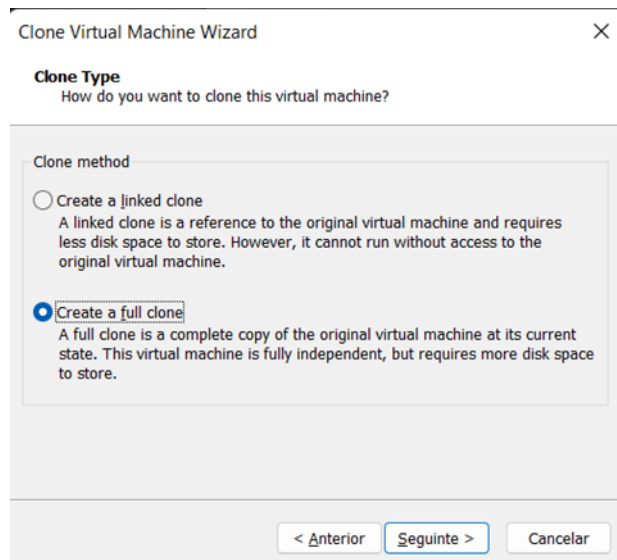 Clone Virtual Machine Wizard
Clone Type
How do you want to clone this virtual machine?
Clone method
Create a linked clone
A linked clone is a reference to the original virtual machine and requires
less disk space to store. However, it cannot run without access to the
original virtual machine.
Create a full clone
A full clone is a complete copy of the original virtual machine at its current
state. This virtual machine is fully independent, but requires more disk space
to store.
< Anterior
Seguinte >
Cancelar